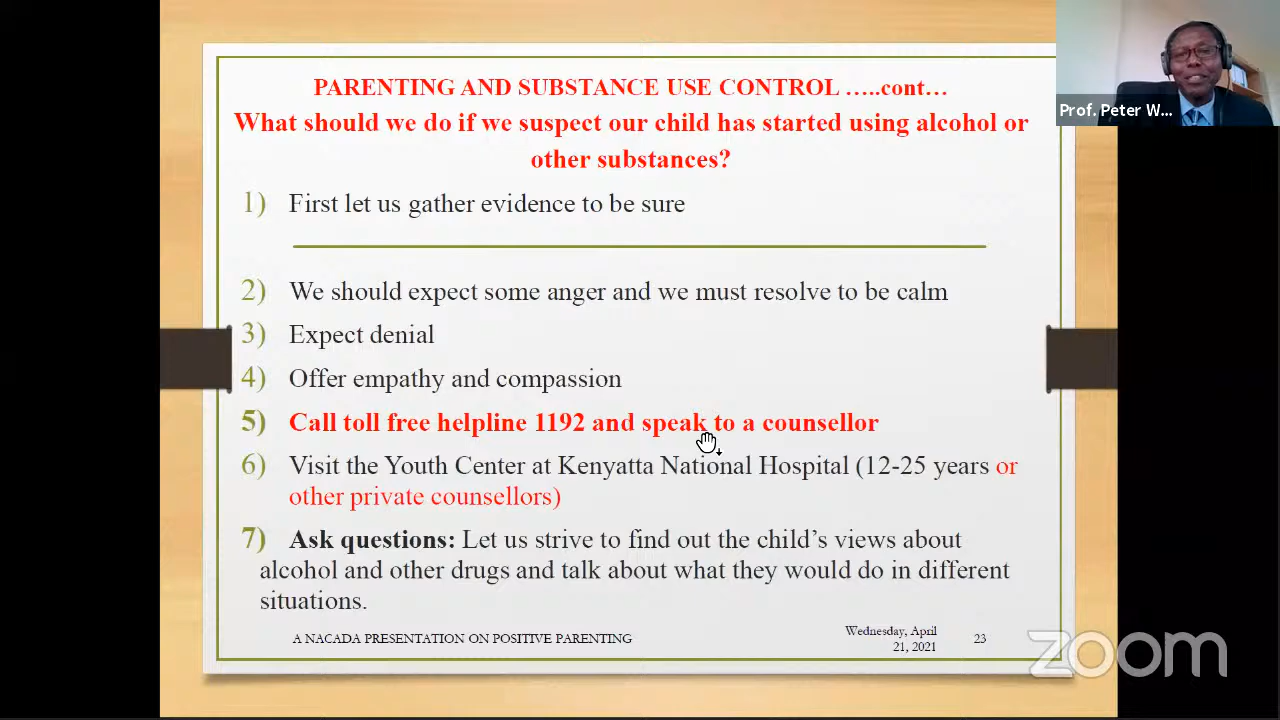 PARENTING AND SUBSTANCE USE CONTROL …..cont…
What should we do if we suspect our child has started using alcohol or
other substances?
1) First let us gather evidence to be sure
2) We should expect some anger and we must resolve to be calm
3) Expect denial
4) Offer empathy and compassion
5) Call toll free helpline 1192 and speak to a counsellor
6) Visit the Youth Center at Kenyatta National Hospital (12-25 years or
other private counsellors)
7) Ask questions: Let us strive to find out the child’s views about
alcohol and other drugs and talk about what they would do in different
situations.
A NACADA PRESENTATION ON POSITIVE PARENTING
Wednesday, April
21, 2021
23
Prof. Peter W...
zoom